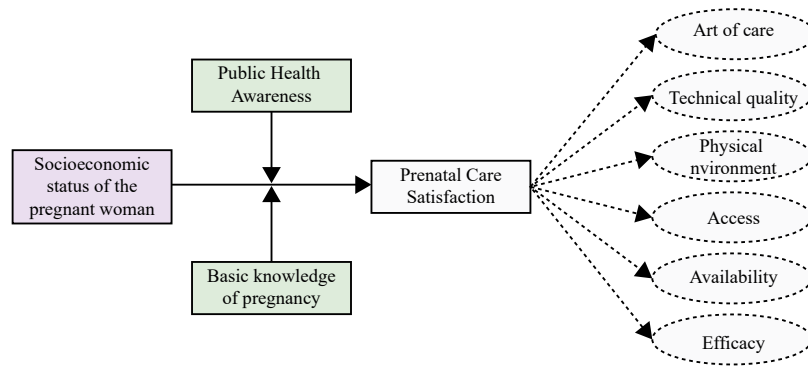 Public Health
Awareness
Socioeconomic
status of the
pregnant woman
Prenatal Care
Satisfaction
Basic knowledge
of pregnancy
Art of care
Technical quality
Physical
nvironment
Access
Availability
Efficacy